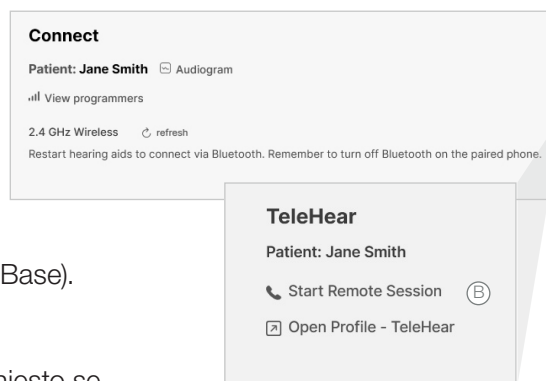 Connect
Patient: Jane Smith Audiogram
View programmers
2.4 GHz Wireless refresh
Restart hearing aids to connect via Bluetooth. Remember to turn off Bluetooth on the paired phone.
TeleHear
Patient: Jane Smith
Start Remote Session B
Open Profile - TeleHear
Base).